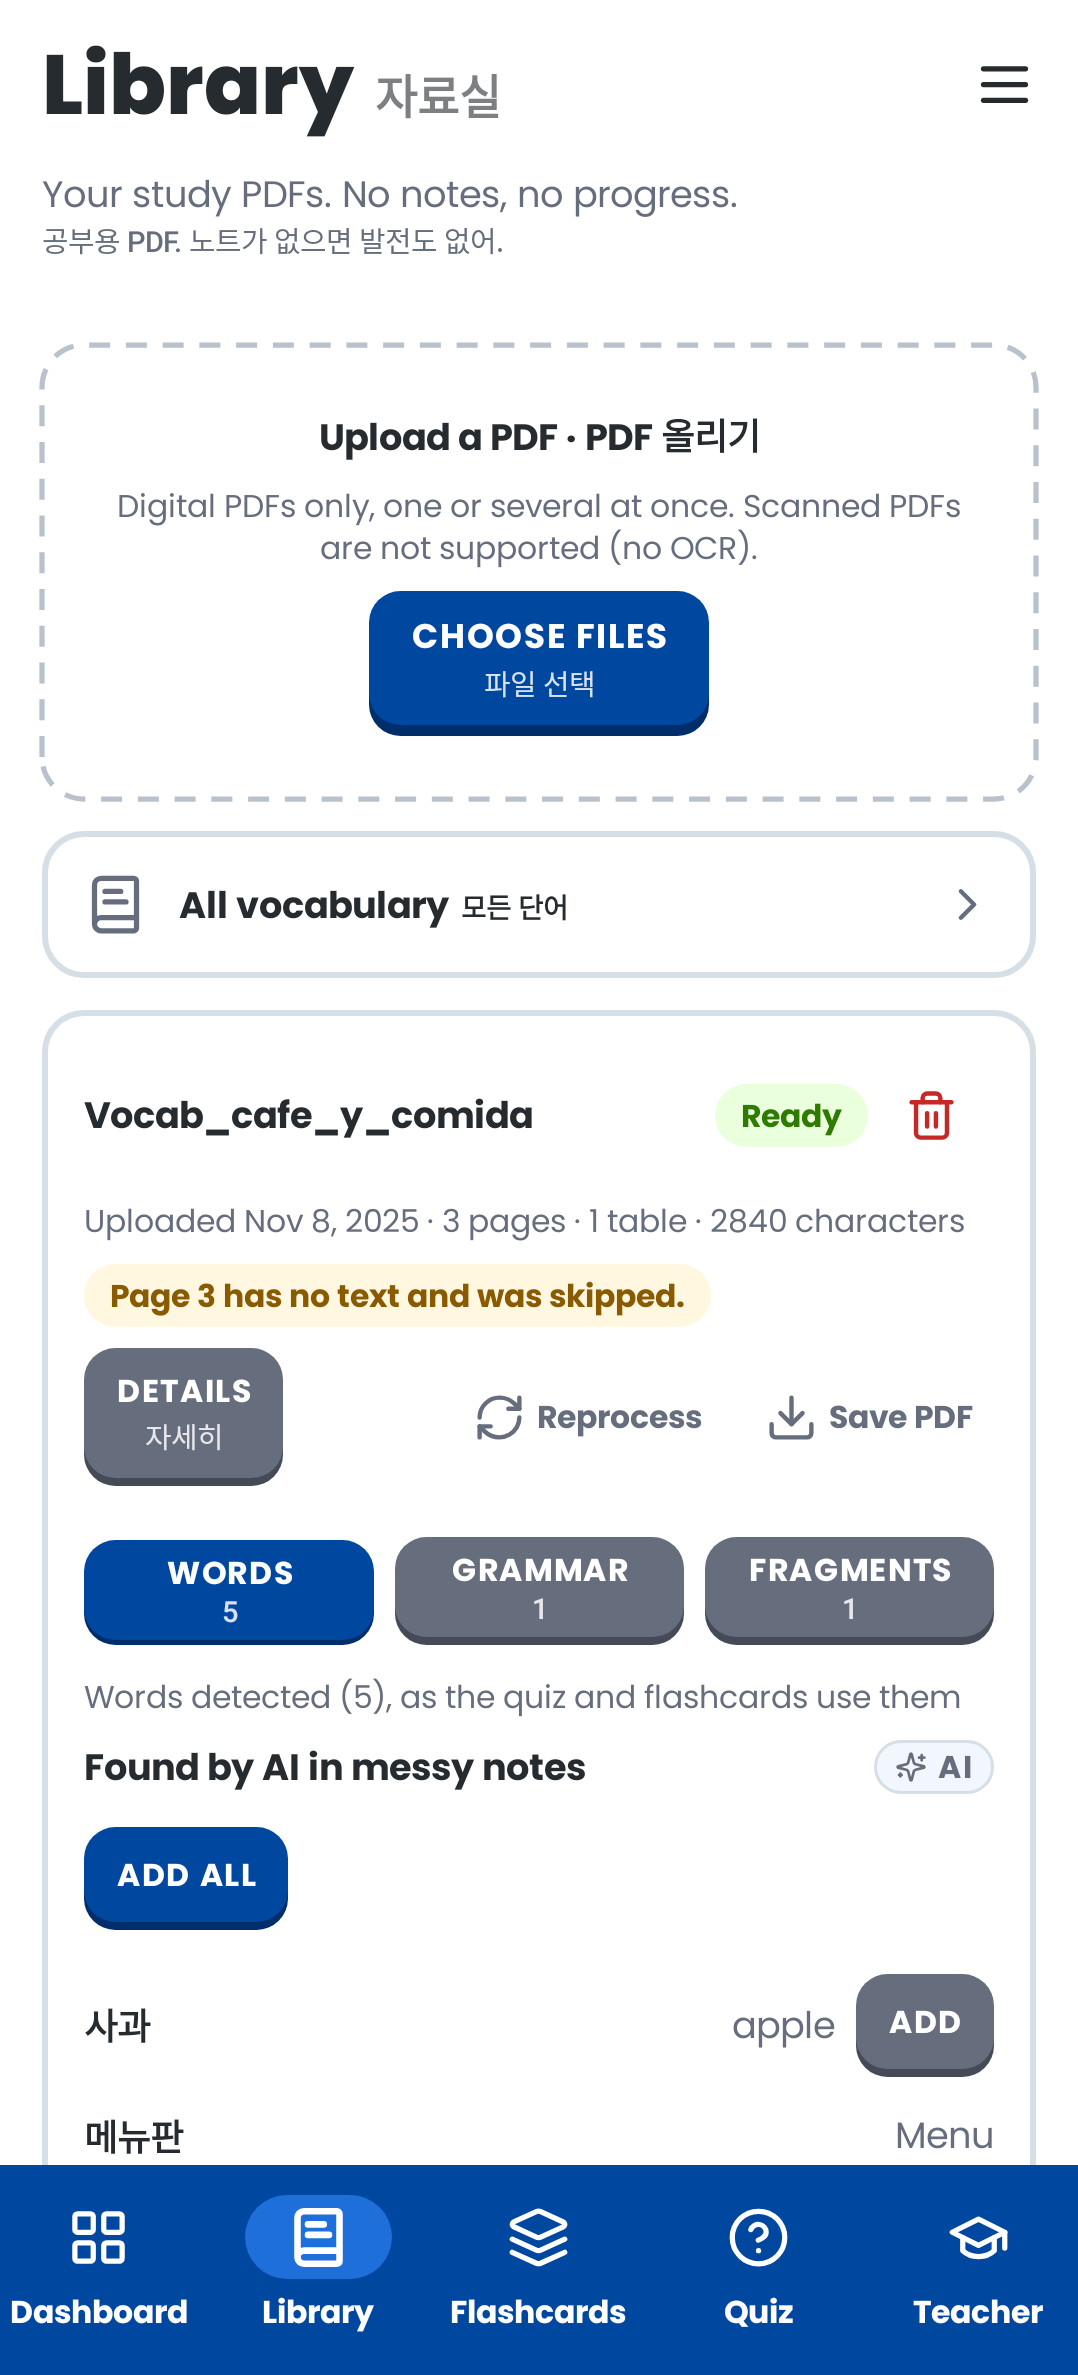 Library 자료실
Your study PDFs. No notes, no progress.
공부용 PDF. 노트가 없으면 발전도 없어.
Upload a PDF · PDF 올리기
Digital PDFs only, one or several at once. Scanned PDFs
are not supported (no OCR).
CHOOSE FILES
파일 선택
All vocabulary 모든 단어
Vocab_cafe_y_comida Ready
Uploaded Nov 8, 2025 · 3 pages · 1 table · 2840 characters
Page 3 has no text and was skipped.
DETAILS
자세히
Reprocess Save PDF
WORDS GRAMMAR FRAGMENTS
5 1 1
Words detected (5), as the quiz and flashcards use them
Found by AI in messy notes AI
ADD ALL
사과 apple ADD
메뉴판 Menu
Dashboard Library Flashcards Quiz Teacher